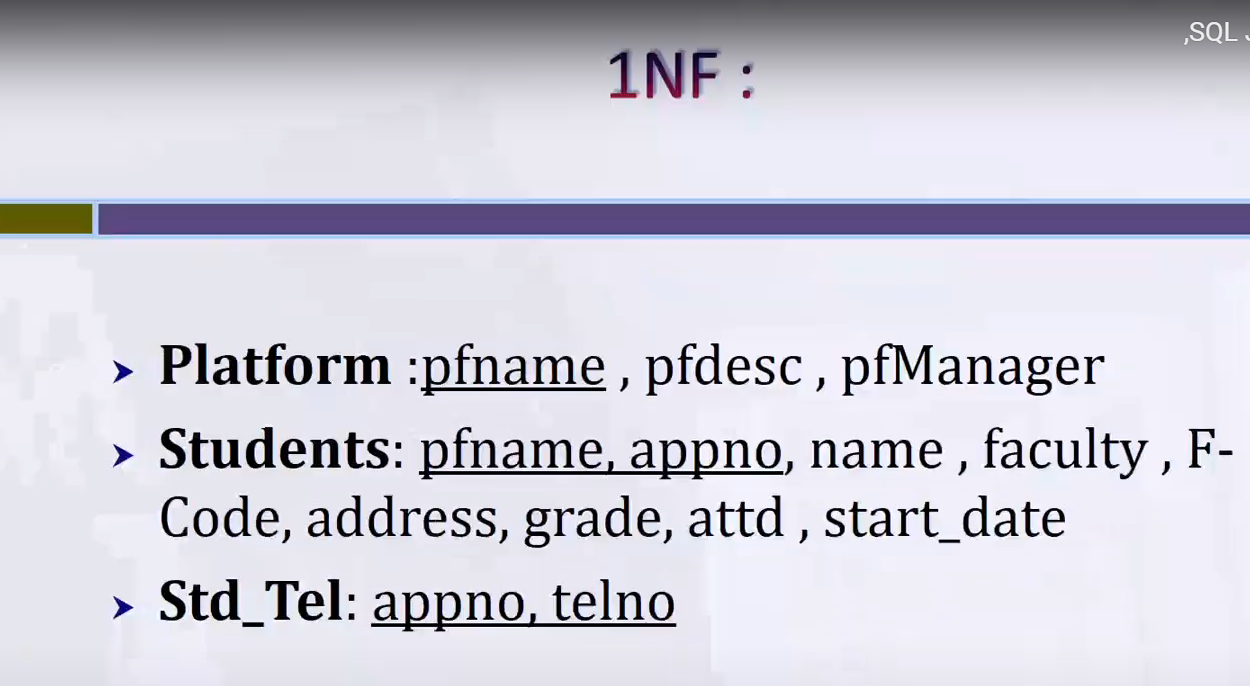 ,SQL J
1NF :
➤ Platform :pfname , pfdesc , pfManager
➤ Students: pfname, appno, name , faculty , F-
Code, address, grade, attd , start_date
➤ Std_Tel: appno, telno